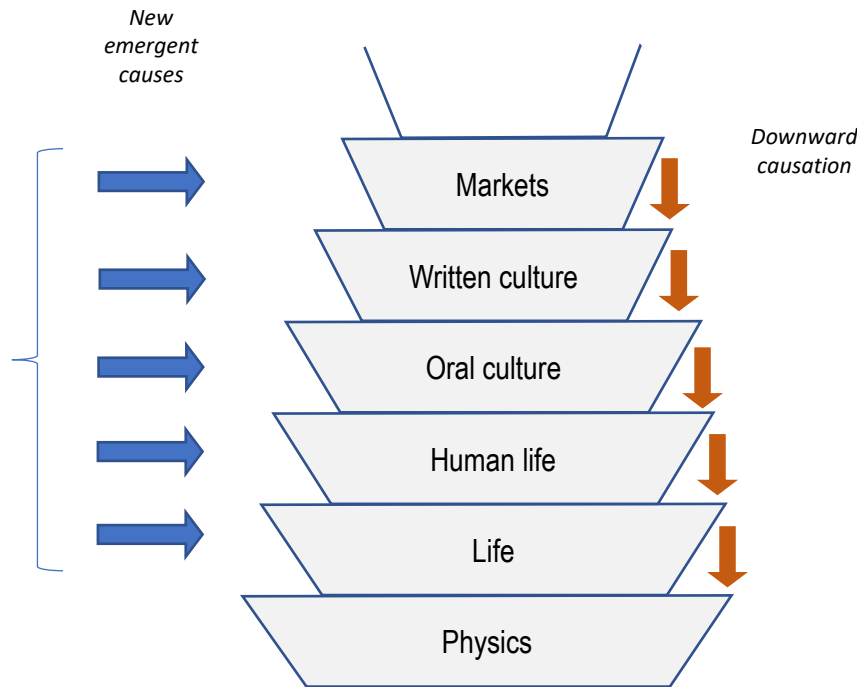 New
emergent
causes
Downward
causation
Markets
Written culture
Oral culture
Human life
Life
Physics